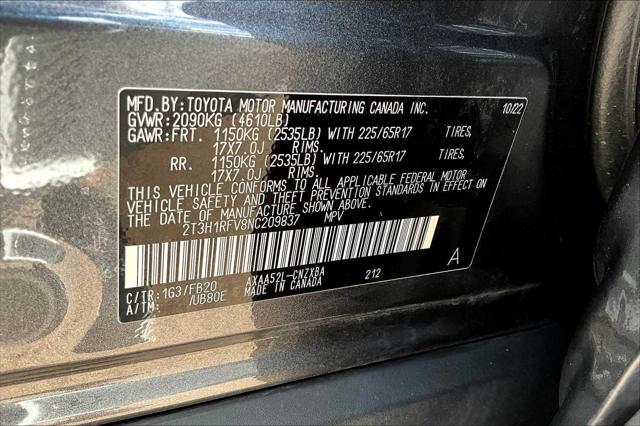 MFD.BY:TOYOTA MOTOR MANUFACTURING CANADA INC. 10/22
GVWR:2090KG (4610LB)
GAWR:FRT. 1150KG (2535LB) WITH 225/65R17 TIRES,
17X7.0J RIMS.
RR. 1150KG (2535LB) WITH 225/65R17 TIRES,
17X7.0J RIMS.
THIS VEHICLE CONFORMS TO ALL APPLICABLE FEDERAL MOTOR
VEHICLE SAFETY AND THEFT PREVENTION STANDARDS IN EFFECT ON
THE DATE OF MANUFACTURE SHOWN ABOVE.
2T3H1RFV8NC209837 MPV
A
C/TR:1G3/FB20 AXAA52L-CNZXBA 212
A/TM: /UB80E MADE IN CANADA